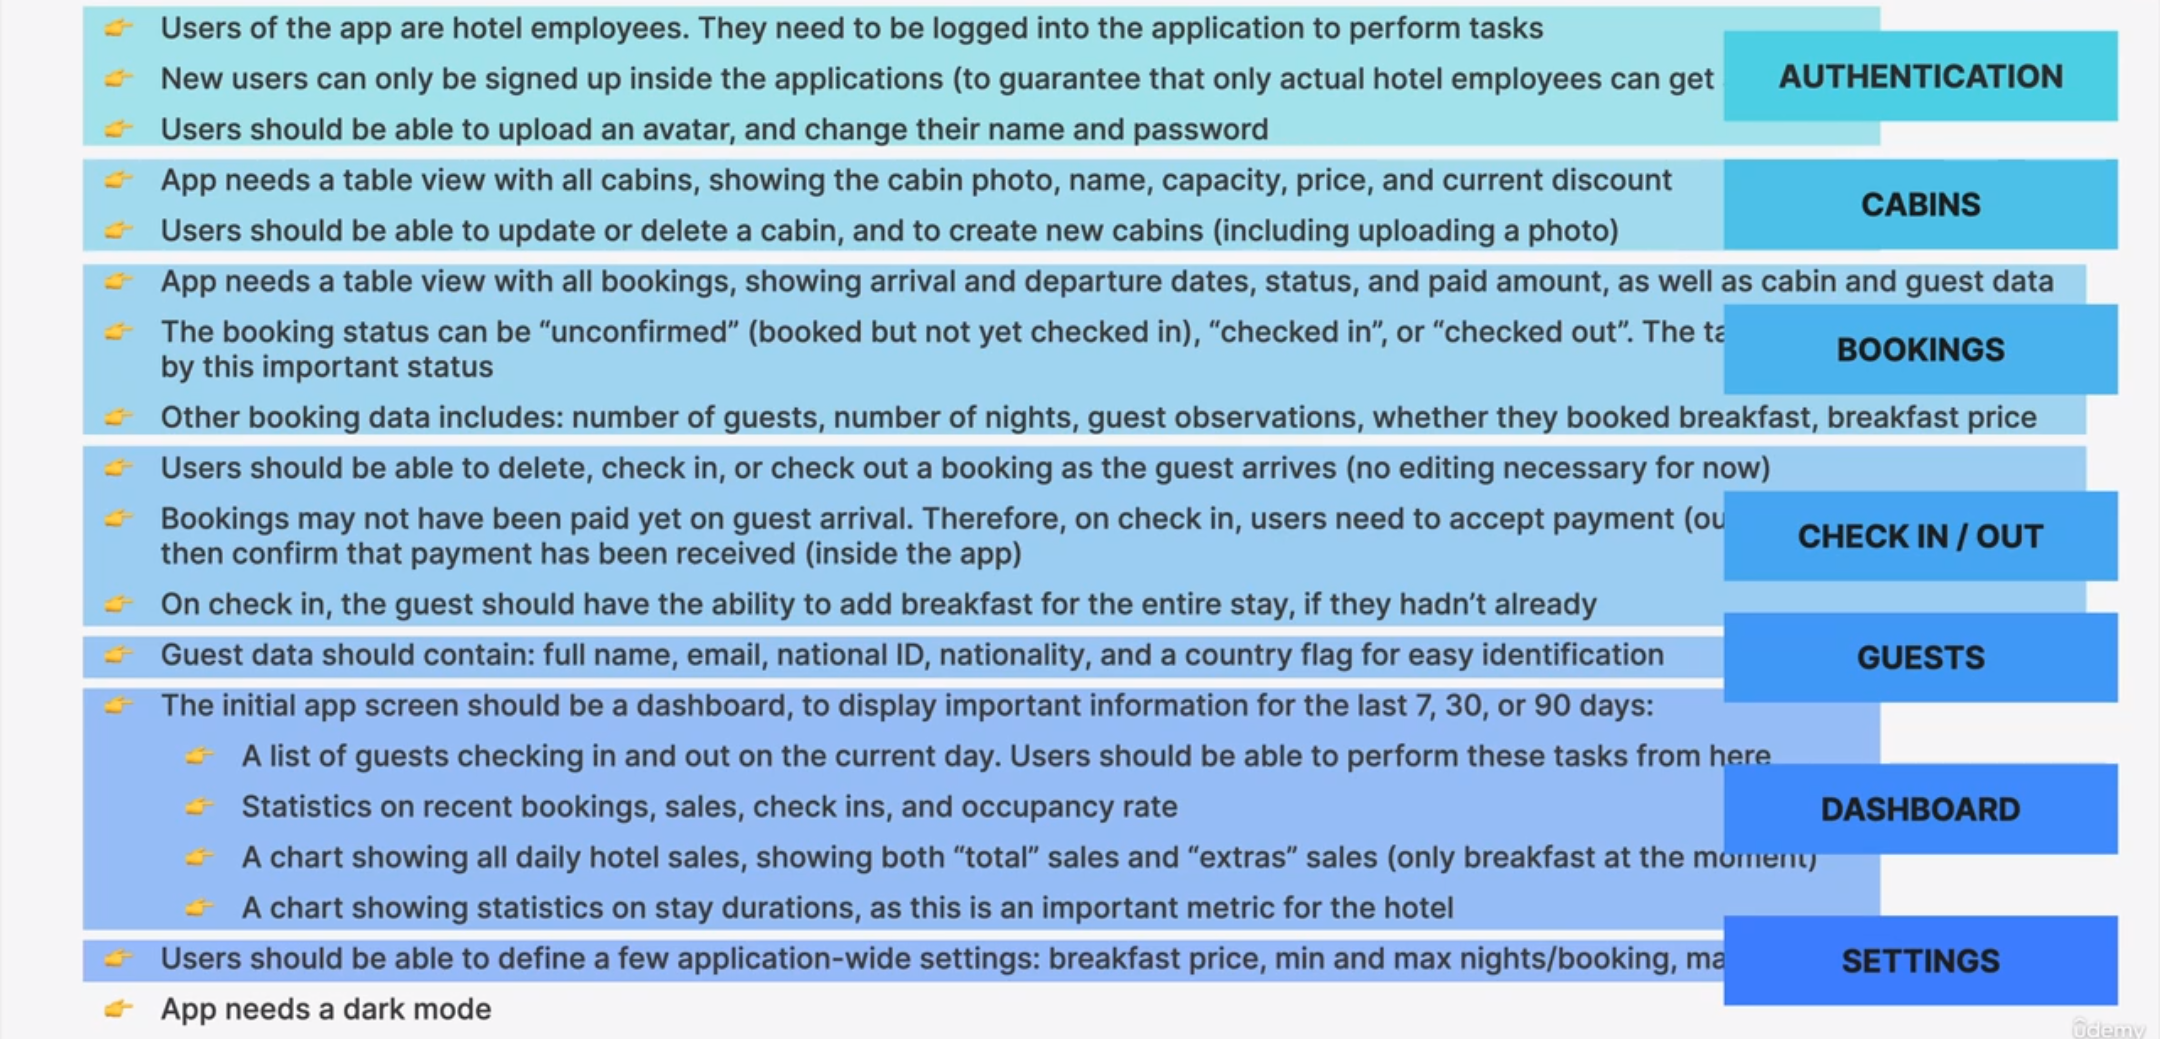 Users of the app are hotel employees. They need to be logged into the application to perform tasks
New users can only be signed up inside the applications (to guarantee that only actual hotel employees can get
Users should be able to upload an avatar, and change their name and password
AUTHENTICATION
App needs a table view with all cabins, showing the cabin photo, name, capacity, price, and current discount
Users should be able to update or delete a cabin, and to create new cabins (including uploading a photo)
CABINS
App needs a table view with all bookings, showing arrival and departure dates, status, and paid amount, as well as cabin and guest data
The booking status can be “unconfirmed” (booked but not yet checked in), “checked in”, or “checked out”. The
by this important status
Other booking data includes: number of guests, number of nights, guest observations, whether they booked breakfast, breakfast price
BOOKINGS
Users should be able to delete, check in, or check out a booking as the guest arrives (no editing necessary for now)
Bookings may not have been paid yet on guest arrival. Therefore, on check in, users need to accept payment
then confirm that payment has been received (inside the app)
On check in, the guest should have the ability to add breakfast for the entire stay, if they hadn’t already
CHECK IN / OUT
Guest data should contain: full name, email, national ID, nationality, and a country flag for easy identification
GUESTS
The initial app screen should be a dashboard, to display important information for the last 7, 30, or 90 days:
A list of guests checking in and out on the current day. Users should be able to perform these tasks from here
Statistics on recent bookings, sales, check ins, and occupancy rate
A chart showing all daily hotel sales, showing both “total” sales and “extras” sales (only breakfast at the moment)
A chart showing statistics on stay durations, as this is an important metric for the hotel
DASHBOARD
Users should be able to define a few application-wide settings: breakfast price, min and max nights/booking,
SETTINGS
App needs a dark mode
ûdemy